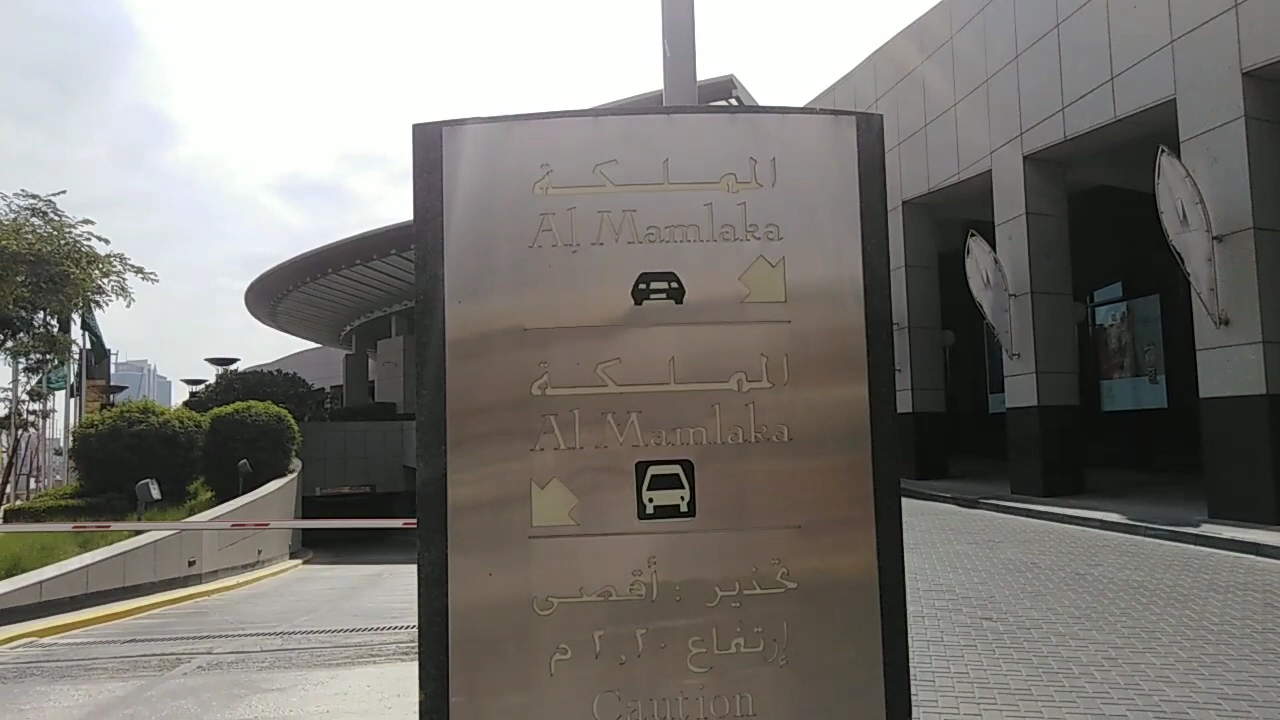 المملكة
Al Mamlaka
المملكة
Al Mamlaka
تحذير : أقصى
إرتفاع ٢,٢٠ م
Caution